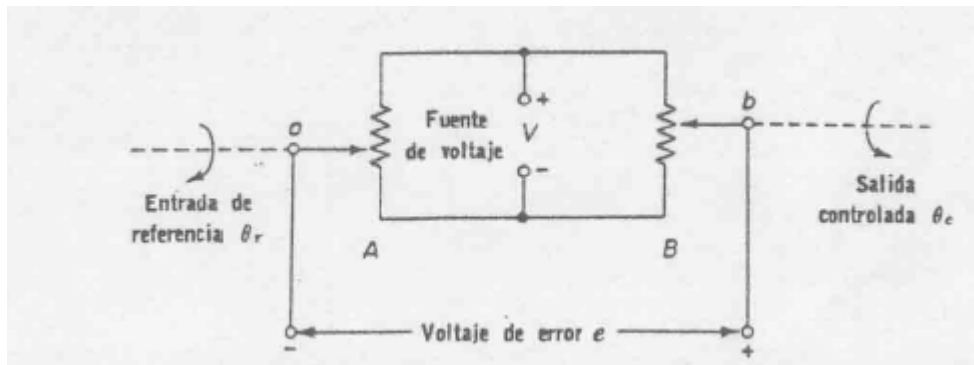 Fuente
de voltaje
+
V
-
a
b
Entrada de
referencia θr
Salida
controlada θc
A
B
Voltaje de error e
-
+